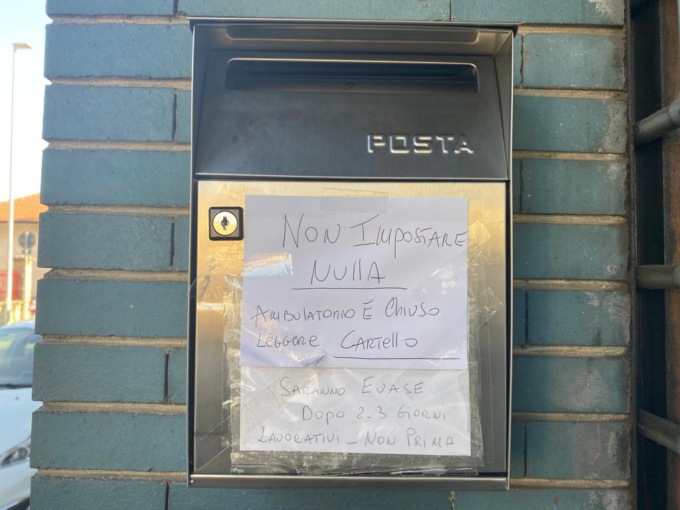 POSTA
NON IMPOSTARE
NULLA
AMBULATORIO E CHIUSO
LEGGERE CARTELLO
SARANNO EVASE
DOPO 2-3 GIORNI
LAVORATIVI - NON PRIMA